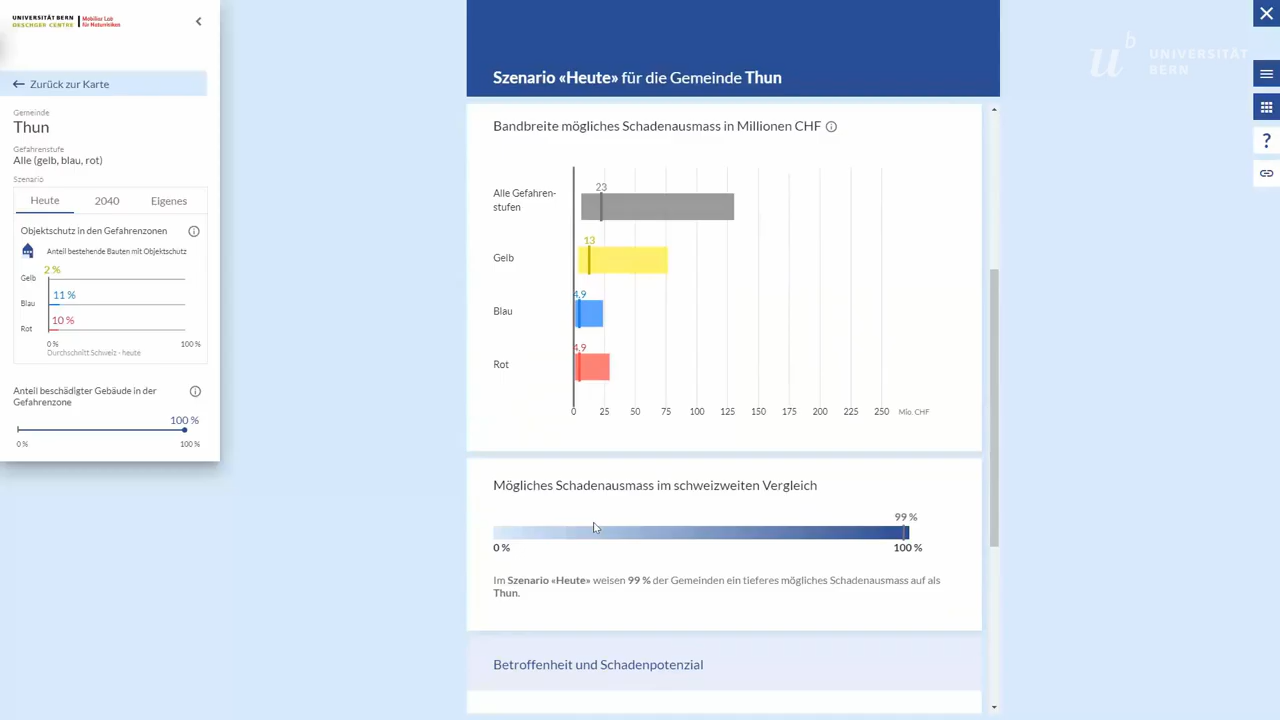 UNIVERSITÄT BERN
OESCHGER CENTRE
Mobiliar Lab
für Naturrisiken
Zurück zur Karte
Gemeinde
Thun
Gefahrenstufe
Alle (gelb, blau, rot)
Szenario
Heute 2040 Eigenes
Objektschutz in den Gefahrenzonen
Anteil bestehende Bauten mit Objektschutz
2 %
Gelb
11 %
Blau
10 %
Rot
0 % 100 %
Durchschnitt Schweiz - heute
Anteil beschädigter Gebäude in der
Gefahrenzone
100 %
0 % 100 %
Szenario «Heute» für die Gemeinde Thun
Bandbreite mögliches Schadenausmass in Millionen CHF
23
Alle Gefahren-
stufen
13
Gelb
4,9
Blau
4,9
Rot
0 25 50 75 100 125 150 175 200 225 250 Mio. CHF
Mögliches Schadenausmass im schweizweiten Vergleich
99 %
0 % 100 %
Im Szenario «Heute» weisen 99 % der Gemeinden ein tieferes mögliches Schadenausmass auf als
Thun.
Betroffenheit und Schadenpotenzial
u b
UNIVERSITÄT
BERN
?